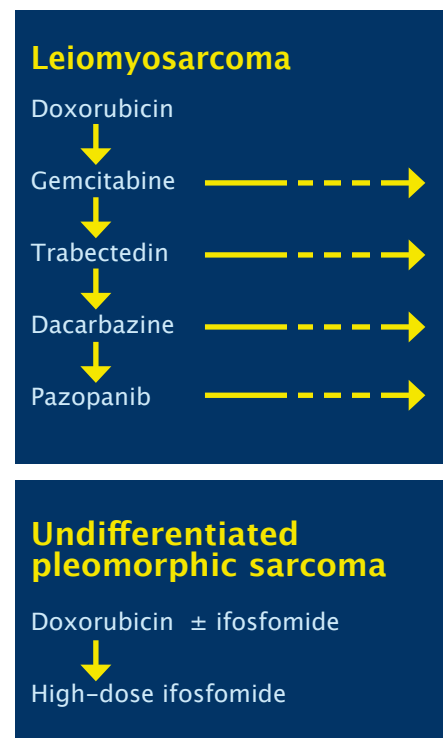 Leiomyosarcoma
Doxorubicin
Gemcitabine
Trabectedin
Dacarbazine
Pazopanib
Undifferentiated
pleomorphic sarcoma
Doxorubicin ± ifosfomide
High-dose ifosfomide